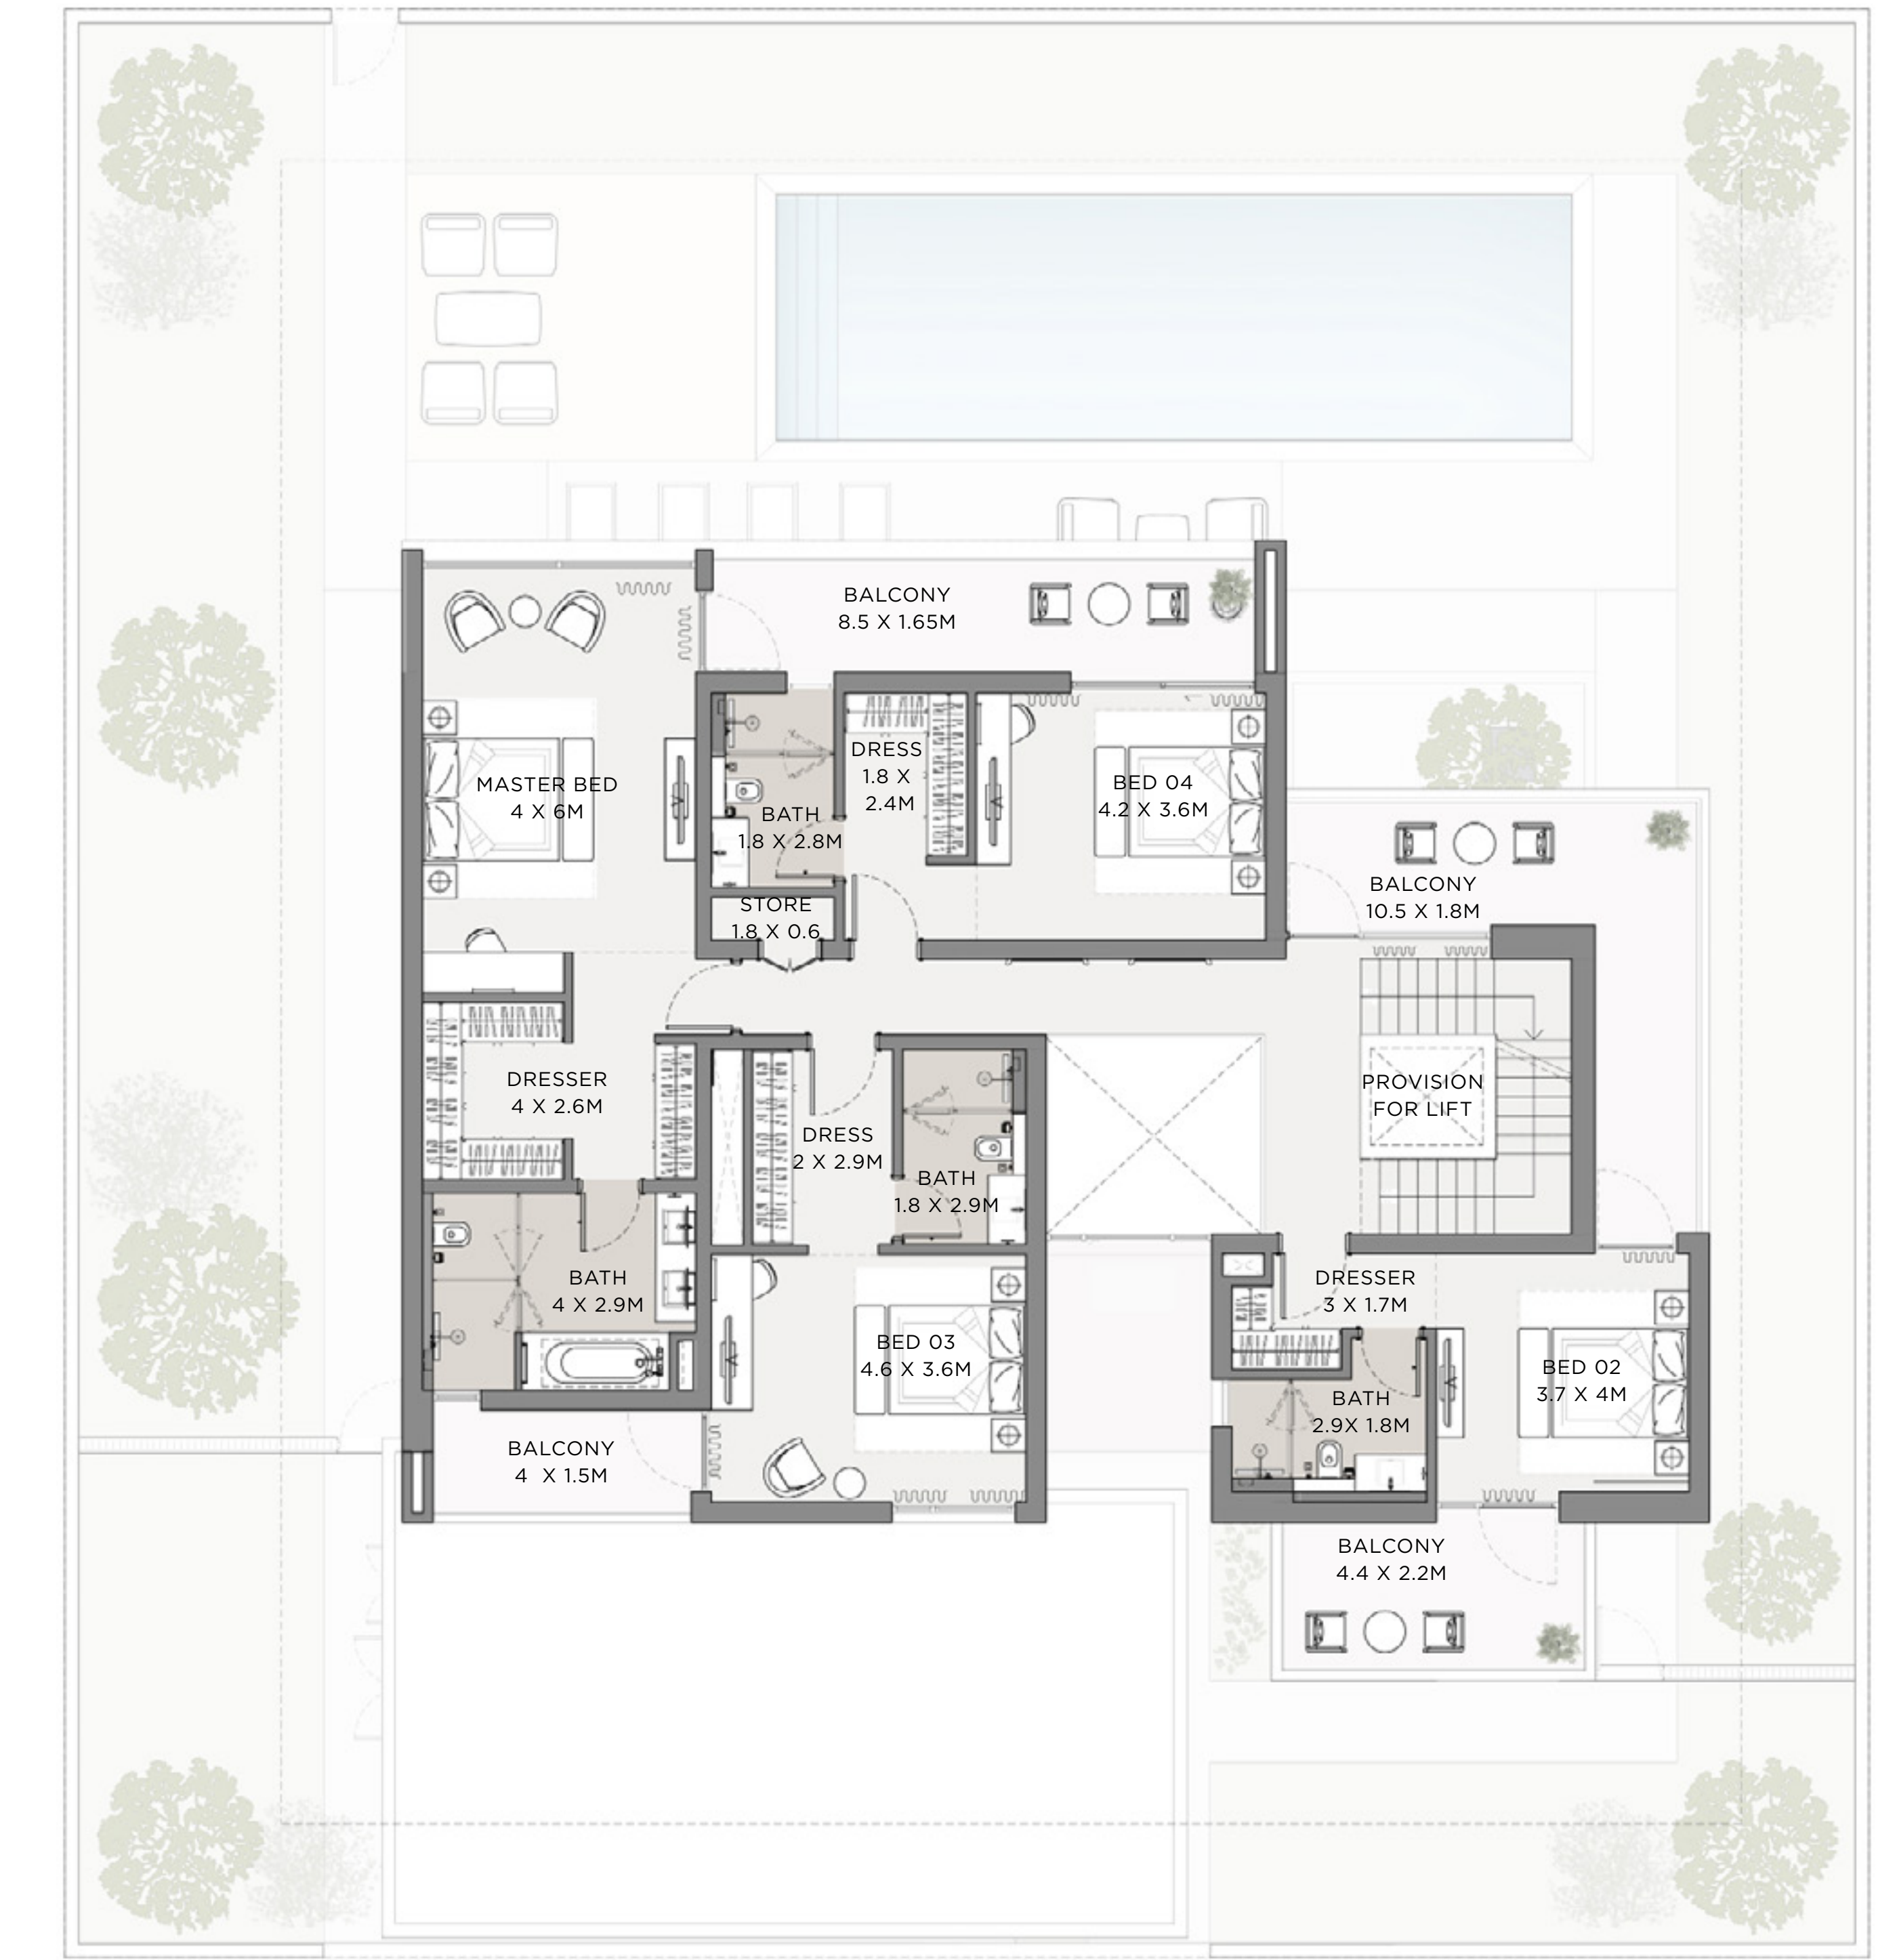 BALCONY
8.5 X 1.65M
MASTER BED
4 X 6M
DRESS
1.8 X
2.4M
BATH
1.8 X 2.8M
BED 04
4.2 X 3.6M
STORE
1.8 X 0.6
BALCONY
10.5 X 1.8M
DRESSER
4 X 2.6M
PROVISION
FOR LIFT
DRESS
2 X 2.9M
BATH
1.8 X 2.9M
BATH
4 X 2.9M
DRESSER
3 X 1.7M
BED 03
4.6 X 3.6M
BED 02
3.7 X 4M
BATH
2.9X 1.8M
BALCONY
4  X 1.5M
BALCONY
4.4 X 2.2M